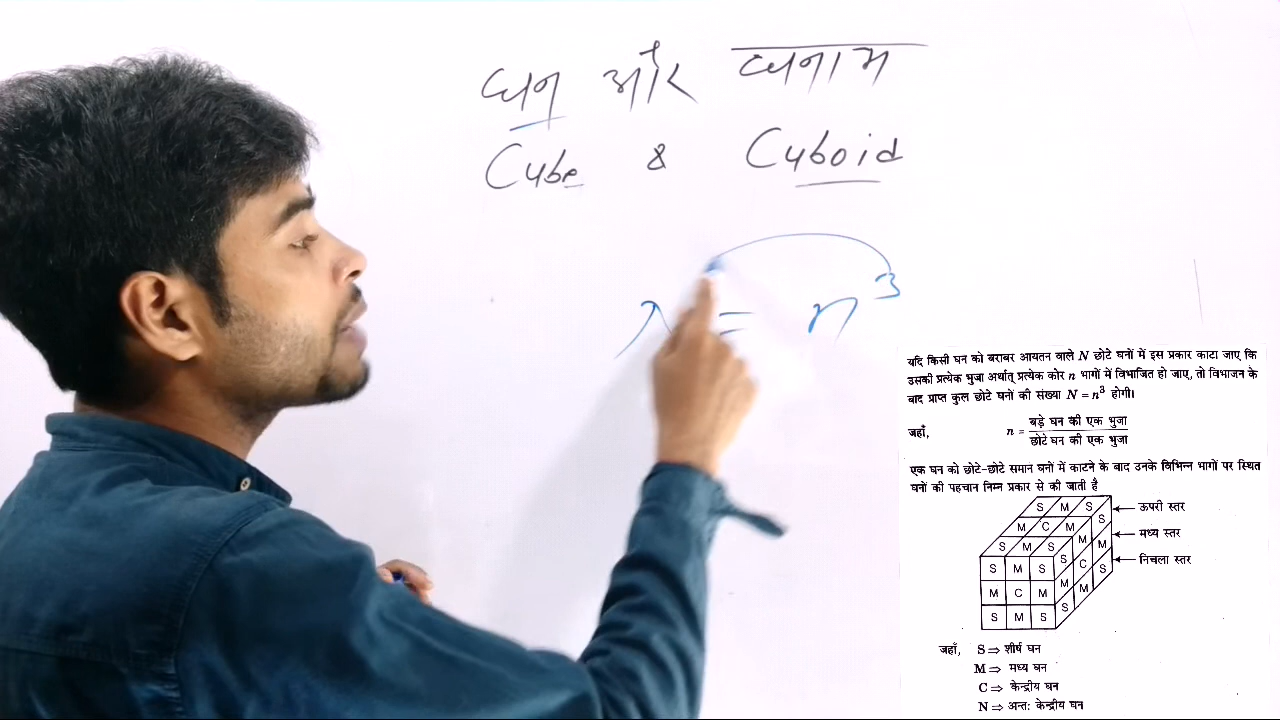 घन और घनाभ
Cube & Cuboid
N = n³
यदि किसी घन को बराबर आयतन वाले N छोटे घनों में इस प्रकार काटा जाए कि
उसकी प्रत्येक भुजा अर्थात् प्रत्येक कोर n भागों में विभाजित हो जाए, तो विभाजन के
बाद प्राप्त कुल छोटे घनों की संख्या N = n³ होगी।
जहाँ, n = बड़े घन की एक भुजा
छोटे घन की एक भुजा
एक घन को छोटे-छोटे समान घनों में काटने के बाद उनके विभिन्न भागों पर स्थित
घनों की पहचान निम्न प्रकार से की जाती है
S M S
ऊपरी स्तर
M C M S
S M S M M
मध्य स्तर
S M S S C S
निचला स्तर
M C M M M
S M S S
जहाँ, S ⇒ शीर्ष घन
M ⇒ मध्य घन
C ⇒ केन्द्रीय घन
N ⇒ अन्तः केन्द्रीय घन